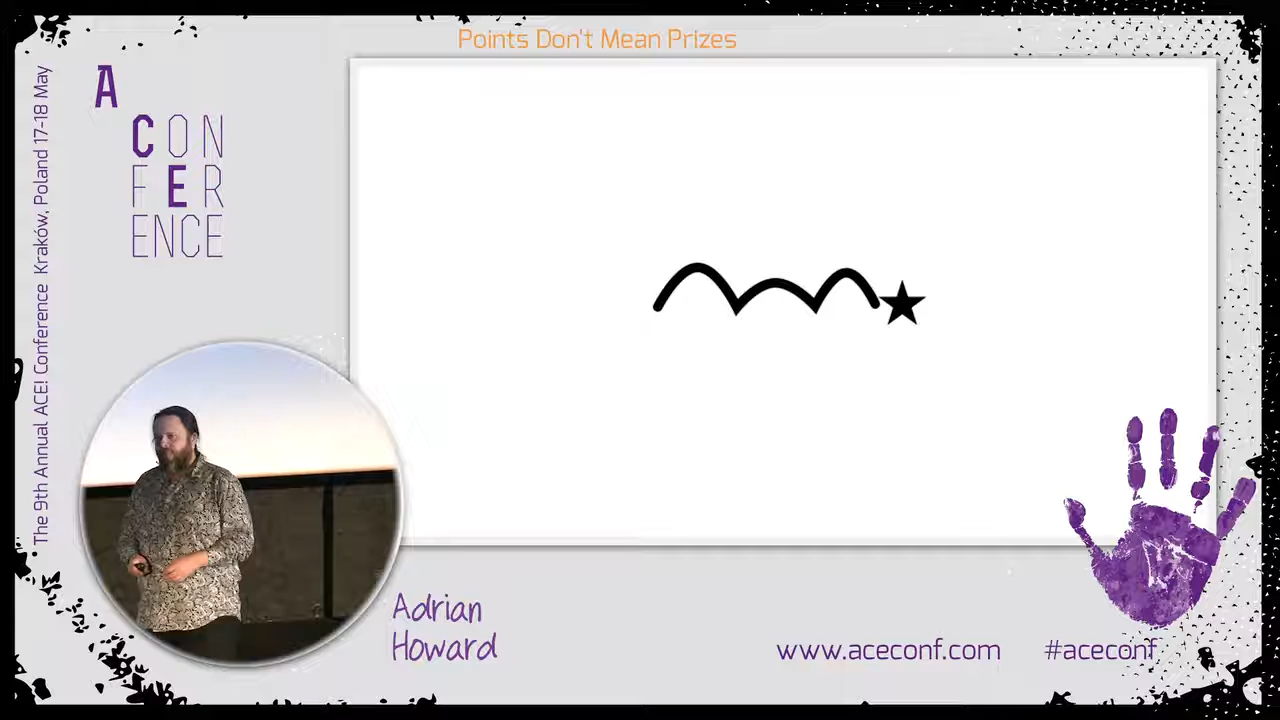 Points Don't Mean Prizes
The 9th Annual ACE! Conference Kraków, Poland 17-18 May
A
CON
FER
ENCE
Adrian
Howard
www.aceconf.com
#aceconf